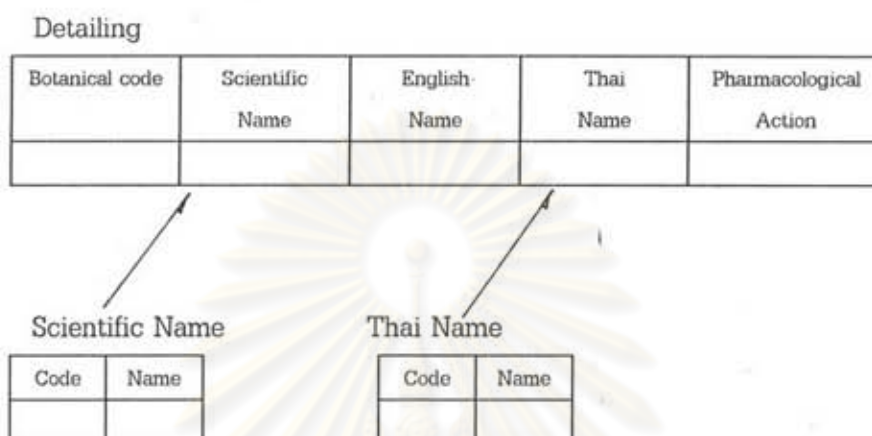 Detailing
Botanical code Scientific English Thai Pharmacological
Name Name Name Action
Scientific Name Thai Name
Code Name Code Name